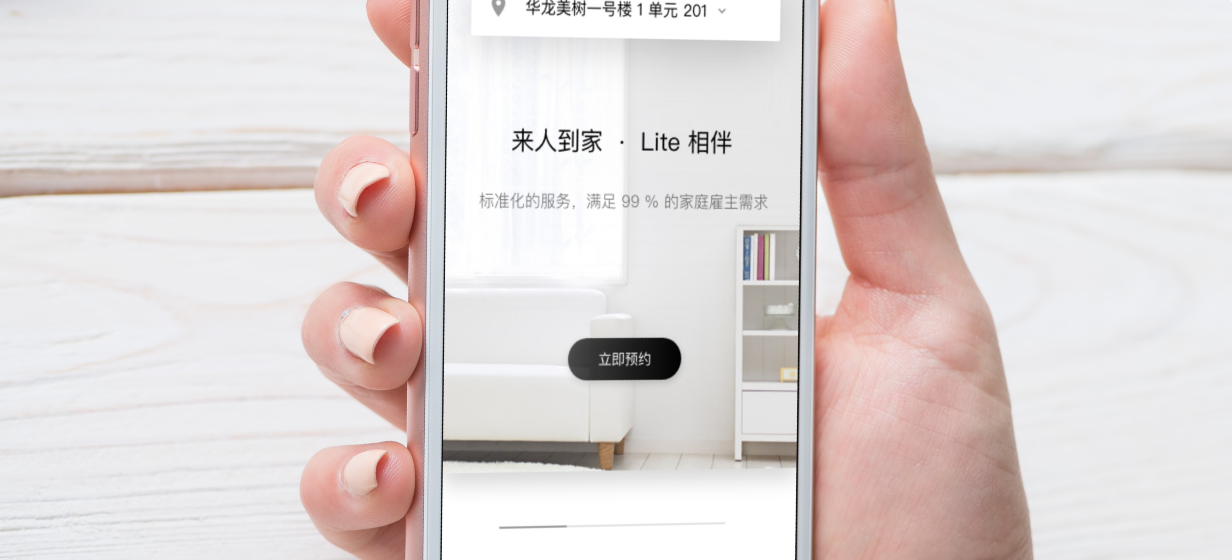 华龙美树一号楼 1 单元 201
来人到家 · Lite 相伴
标准化的服务，满足 99 % 的家庭雇主需求
立即预约